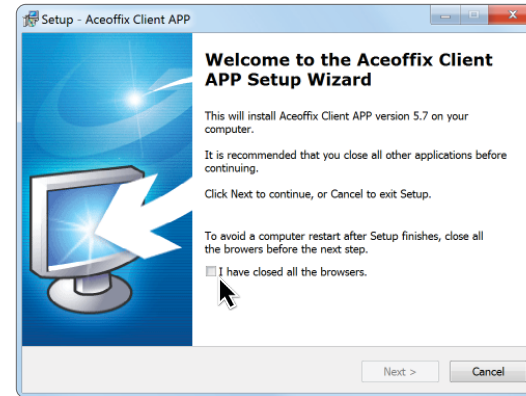 Setup - Aceoffix Client APP
Welcome to the Aceoffix Client
APP Setup Wizard
This will install Aceoffix Client APP version 5.7 on your
computer.
It is recommended that you close all other applications before
continuing.
Click Next to continue, or Cancel to exit Setup.
To avoid a computer restart after Setup finishes, close all
the browers before the next step.
I have closed all the browsers.
Next >
Cancel